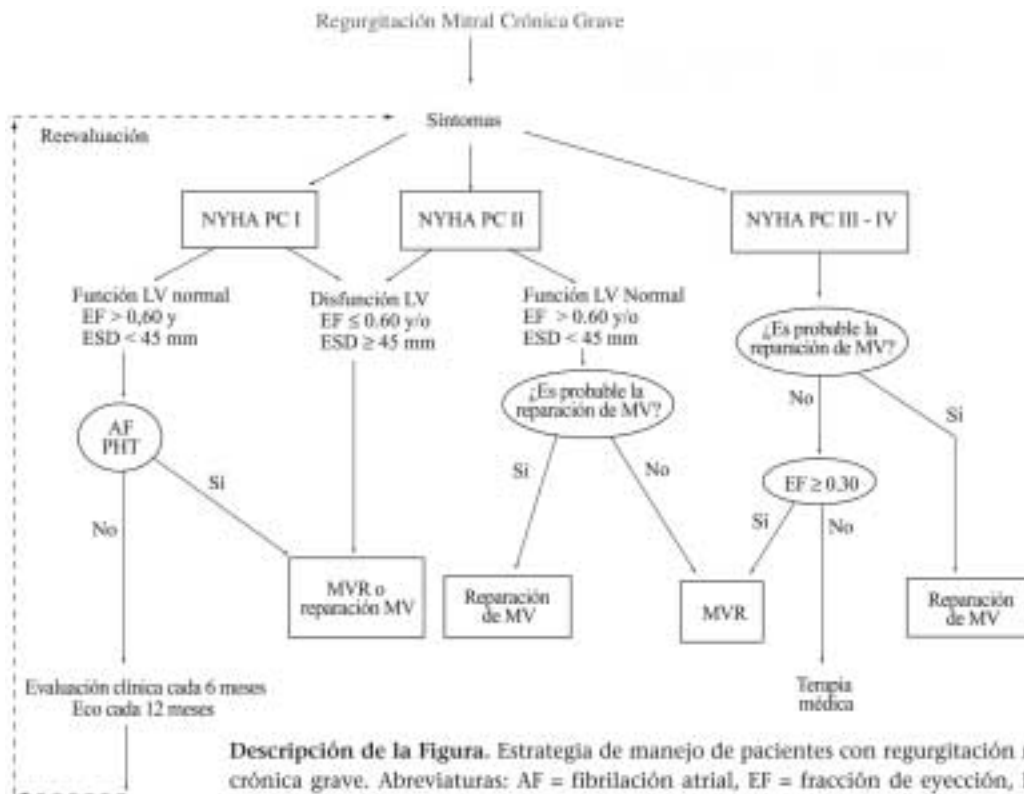 Regurgitación Mitral Crónica Grave
Síntomas
Reevaluación
NYHA PC I
NYHA PC II
NYHA PC III - IV
Función LV normal
EF > 0,60 y
ESD < 45 mm
Disfunción LV
EF ≤ 0.60 y/o
ESD ≥ 45 mm
Función LV Normal
EF > 0.60 y/o
ESD < 45 mm
¿Es probable la
reparación de MV?
AF
PHT
¿Es probable la
reparación de MV?
No
Sí
Sí
No
Sí
No
EF ≥ 0.30
Sí
No
MVR o
reparación MV
Reparación
de MV
MVR
Reparación
de MV
Evaluación clínica cada 6 meses
Eco cada 12 meses
Terapia
médica
Descripción de la Figura. Estrategia de manejo de pacientes con regurgitación
crónica grave. Abreviaturas: AF = fibrilación atrial, EF = fracción de eyección,